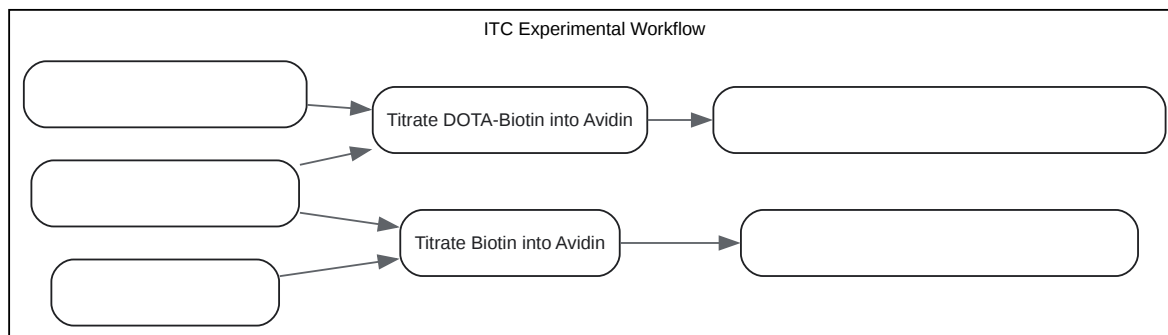 ITC Experimental Workflow
Titrate DOTA-Biotin into Avidin
Titrate Biotin into Avidin